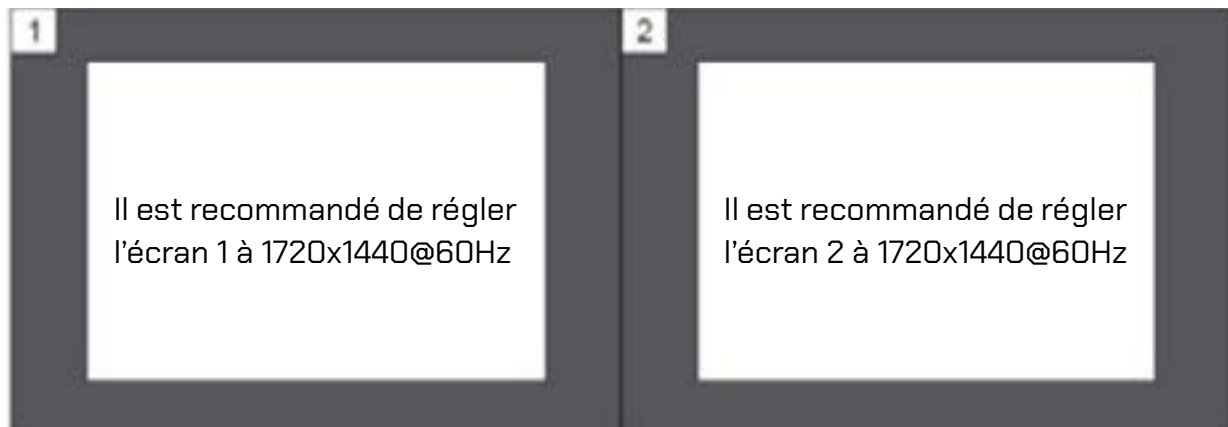 1
Il est recommandé de régler
l'écran 1 à 1720x1440@60Hz
2
Il est recommandé de régler
l'écran 2 à 1720x1440@60Hz